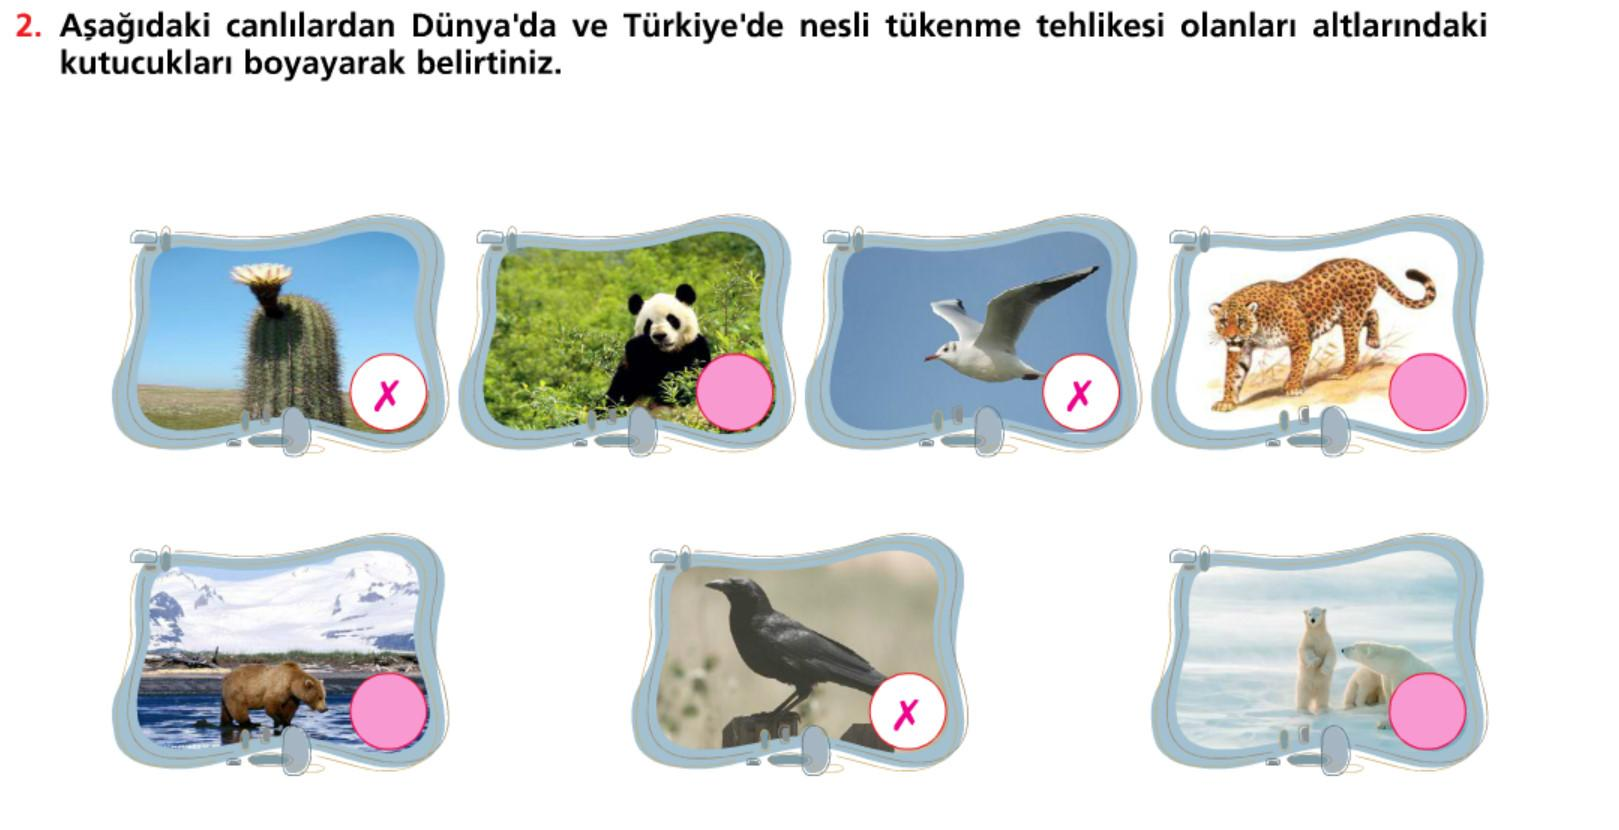 2. Aşağıdaki canlılardan Dünya'da ve Türkiye'de nesli tükenme tehlikesi olanları altlarındaki
kutucukları boyayarak belirtiniz.
✗ ✗
✗